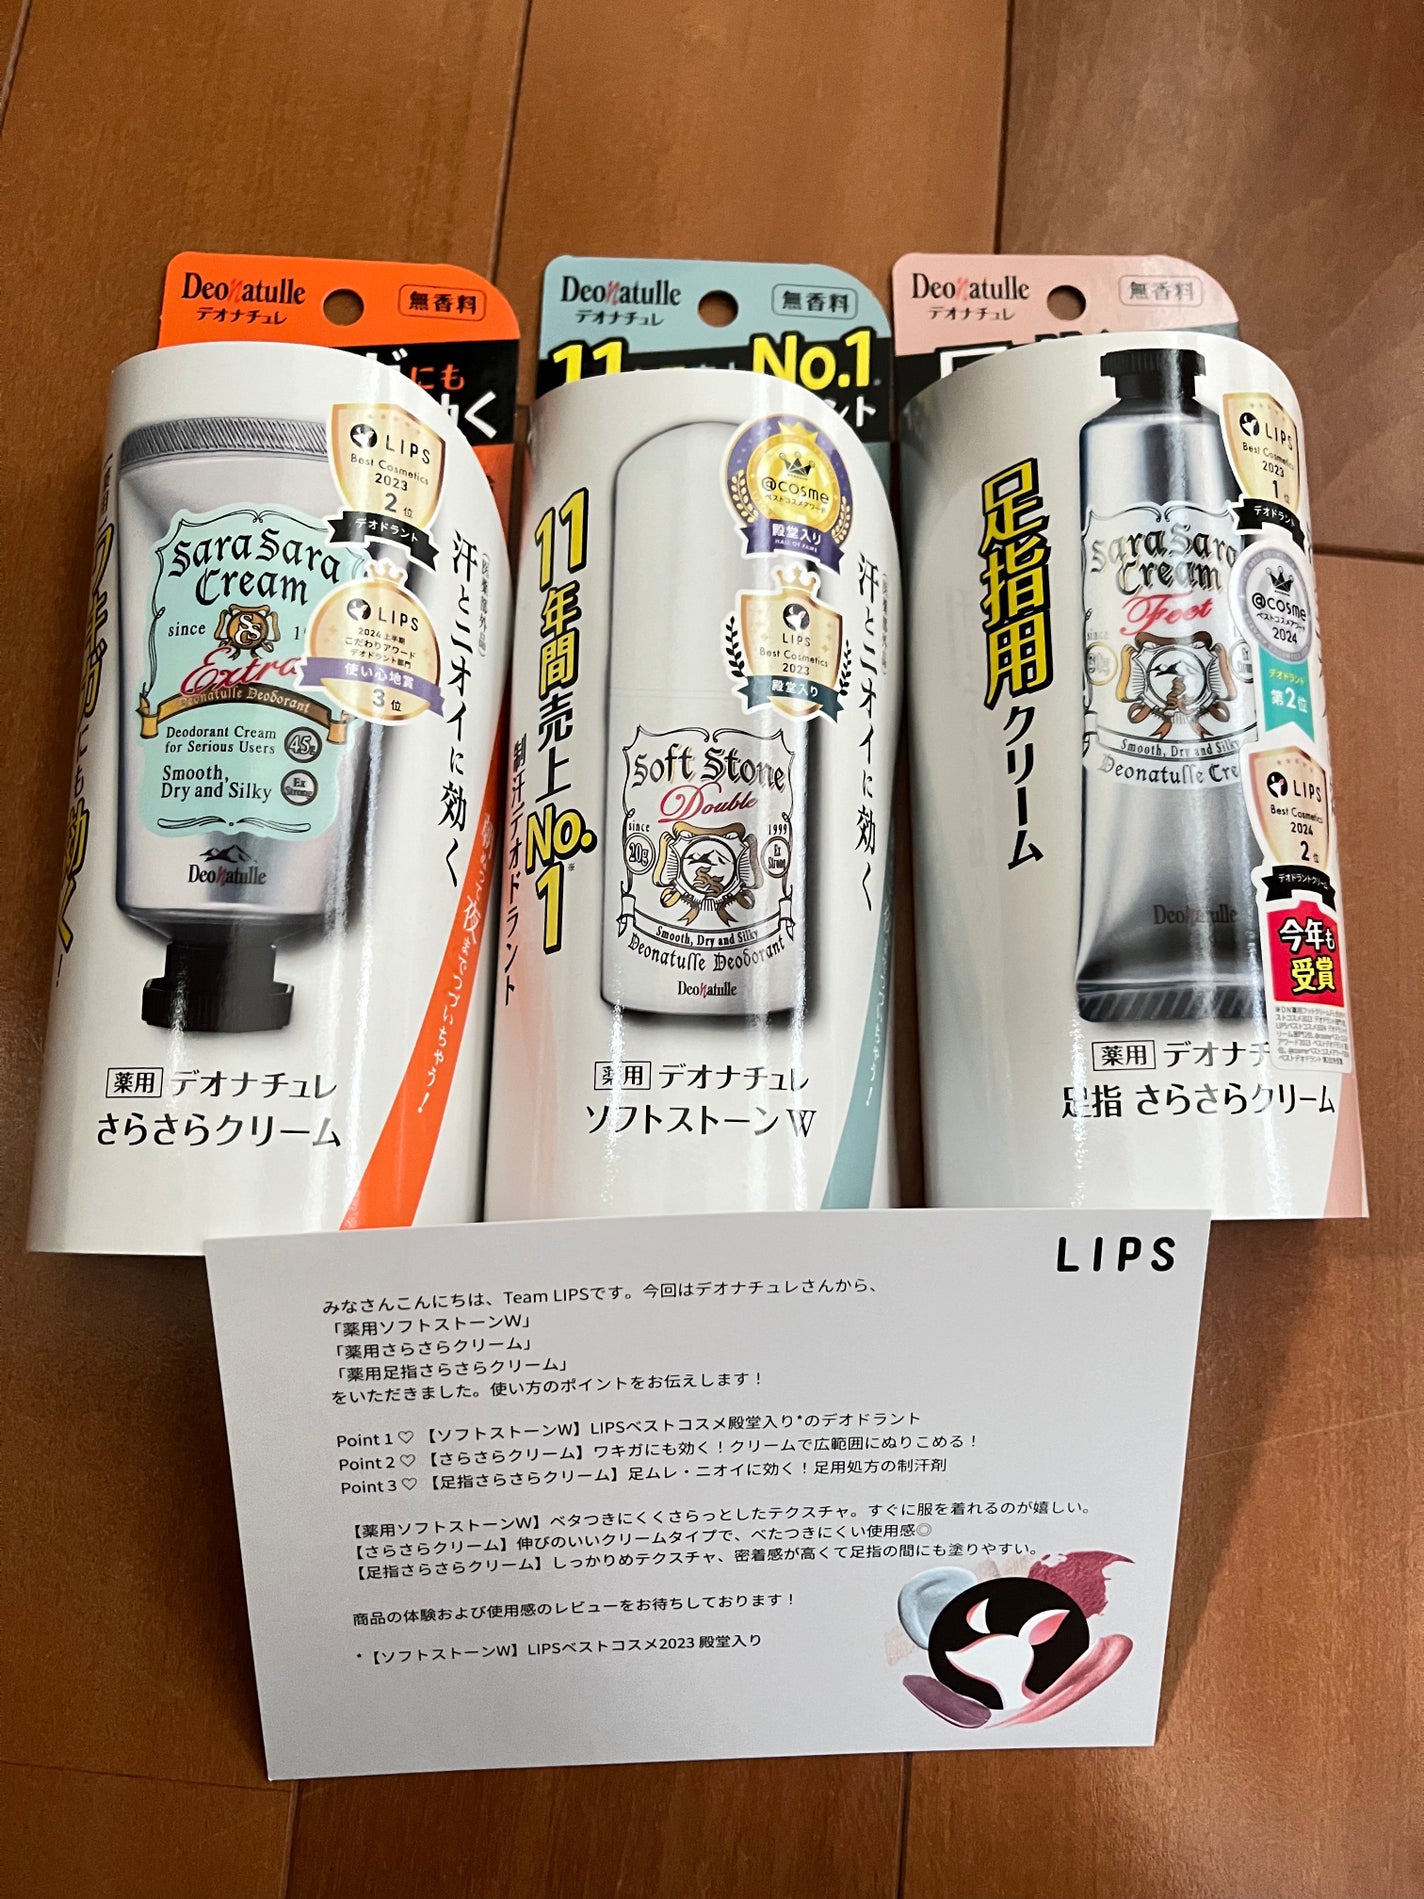 Deonatulle
デオナチュレ
無香料
にも
効く
LIPS
Best Cosmetics
2023
2位
デオドラント
LIPS
2024上半期
こだわりアワード
デオドラント部門
使い心地賞
3位
Sara Sara
Cream
since
Extra
Deonatulle Deodorant
Deodorant Cream
for Serious Users
45g
Smooth,
Dry and Silky
Ex
Strong
Deonatulle
汗とニオイに効く
(医薬部外品)
薬用 デオナチュレ
さらさらクリーム
Deonatulle
デオナチュレ
無香料
11
No.1
@cosme
ベストコスメアワード
殿堂入り
HALL OF FAME
LIPS
Best Cosmetics
2023
殿堂入り
11年間売上No.1※
制汗デオドラント
汗とニオイに効く
(医薬部外品)
Soft Stone
Double
since
1999
20g
Ex
Strong
Smooth, Dry and Silky
Deonatulle Deodorant
Deonatulle
薬用 デオナチュレ
ソフトストーンW
Deonatulle
デオナチュレ
無香料
足指用クリーム
LIPS
Best Cosmetics
2023
1位
デオドラント
@cosme
ベストコスメアワード
2024
デオドラント
第2位
LIPS
Best Cosmetics
2024
2位
デオドラントクリーム
今年も
受賞
Sara Sara
Cream
Feet
since
Smooth, Dry and Silky
Deonatulle Cre
Deonatulle
薬用 デオナチ
足指 さらさらクリーム
LIPS
みなさんこんにちは、Team LIPSです。今回はデオナチュレさんから、
「薬用ソフトストーンW」
「薬用さらさらクリーム」
「薬用足指さらさらクリーム」
をいただきました。使い方のポイントをお伝えします！
Point 1♡【ソフトストーンW】LIPSベストコスメ殿堂入り*のデオドラント
Point 2♡【さらさらクリーム】ワキガにも効く！クリームで広範囲にぬりこめる！
Point 3♡【足指さらさらクリーム】足ムレ・ニオイに効く！足用処方の制汗剤
【薬用ソフトストーンW】ベタつきにくくさらっとしたテクスチャ。すぐに服を着れるのが嬉しい。
【さらさらクリーム】伸びのいいクリームタイプで、べたつきにくい使用感◎
【足指さらさらクリーム】しっかりめテクスチャ、密着感が高くて足指の間にも塗りやすい。
商品の体験および使用感のレビューをお待ちしております！
*【ソフトストーンW】LIPSベストコスメ2023 殿堂入り